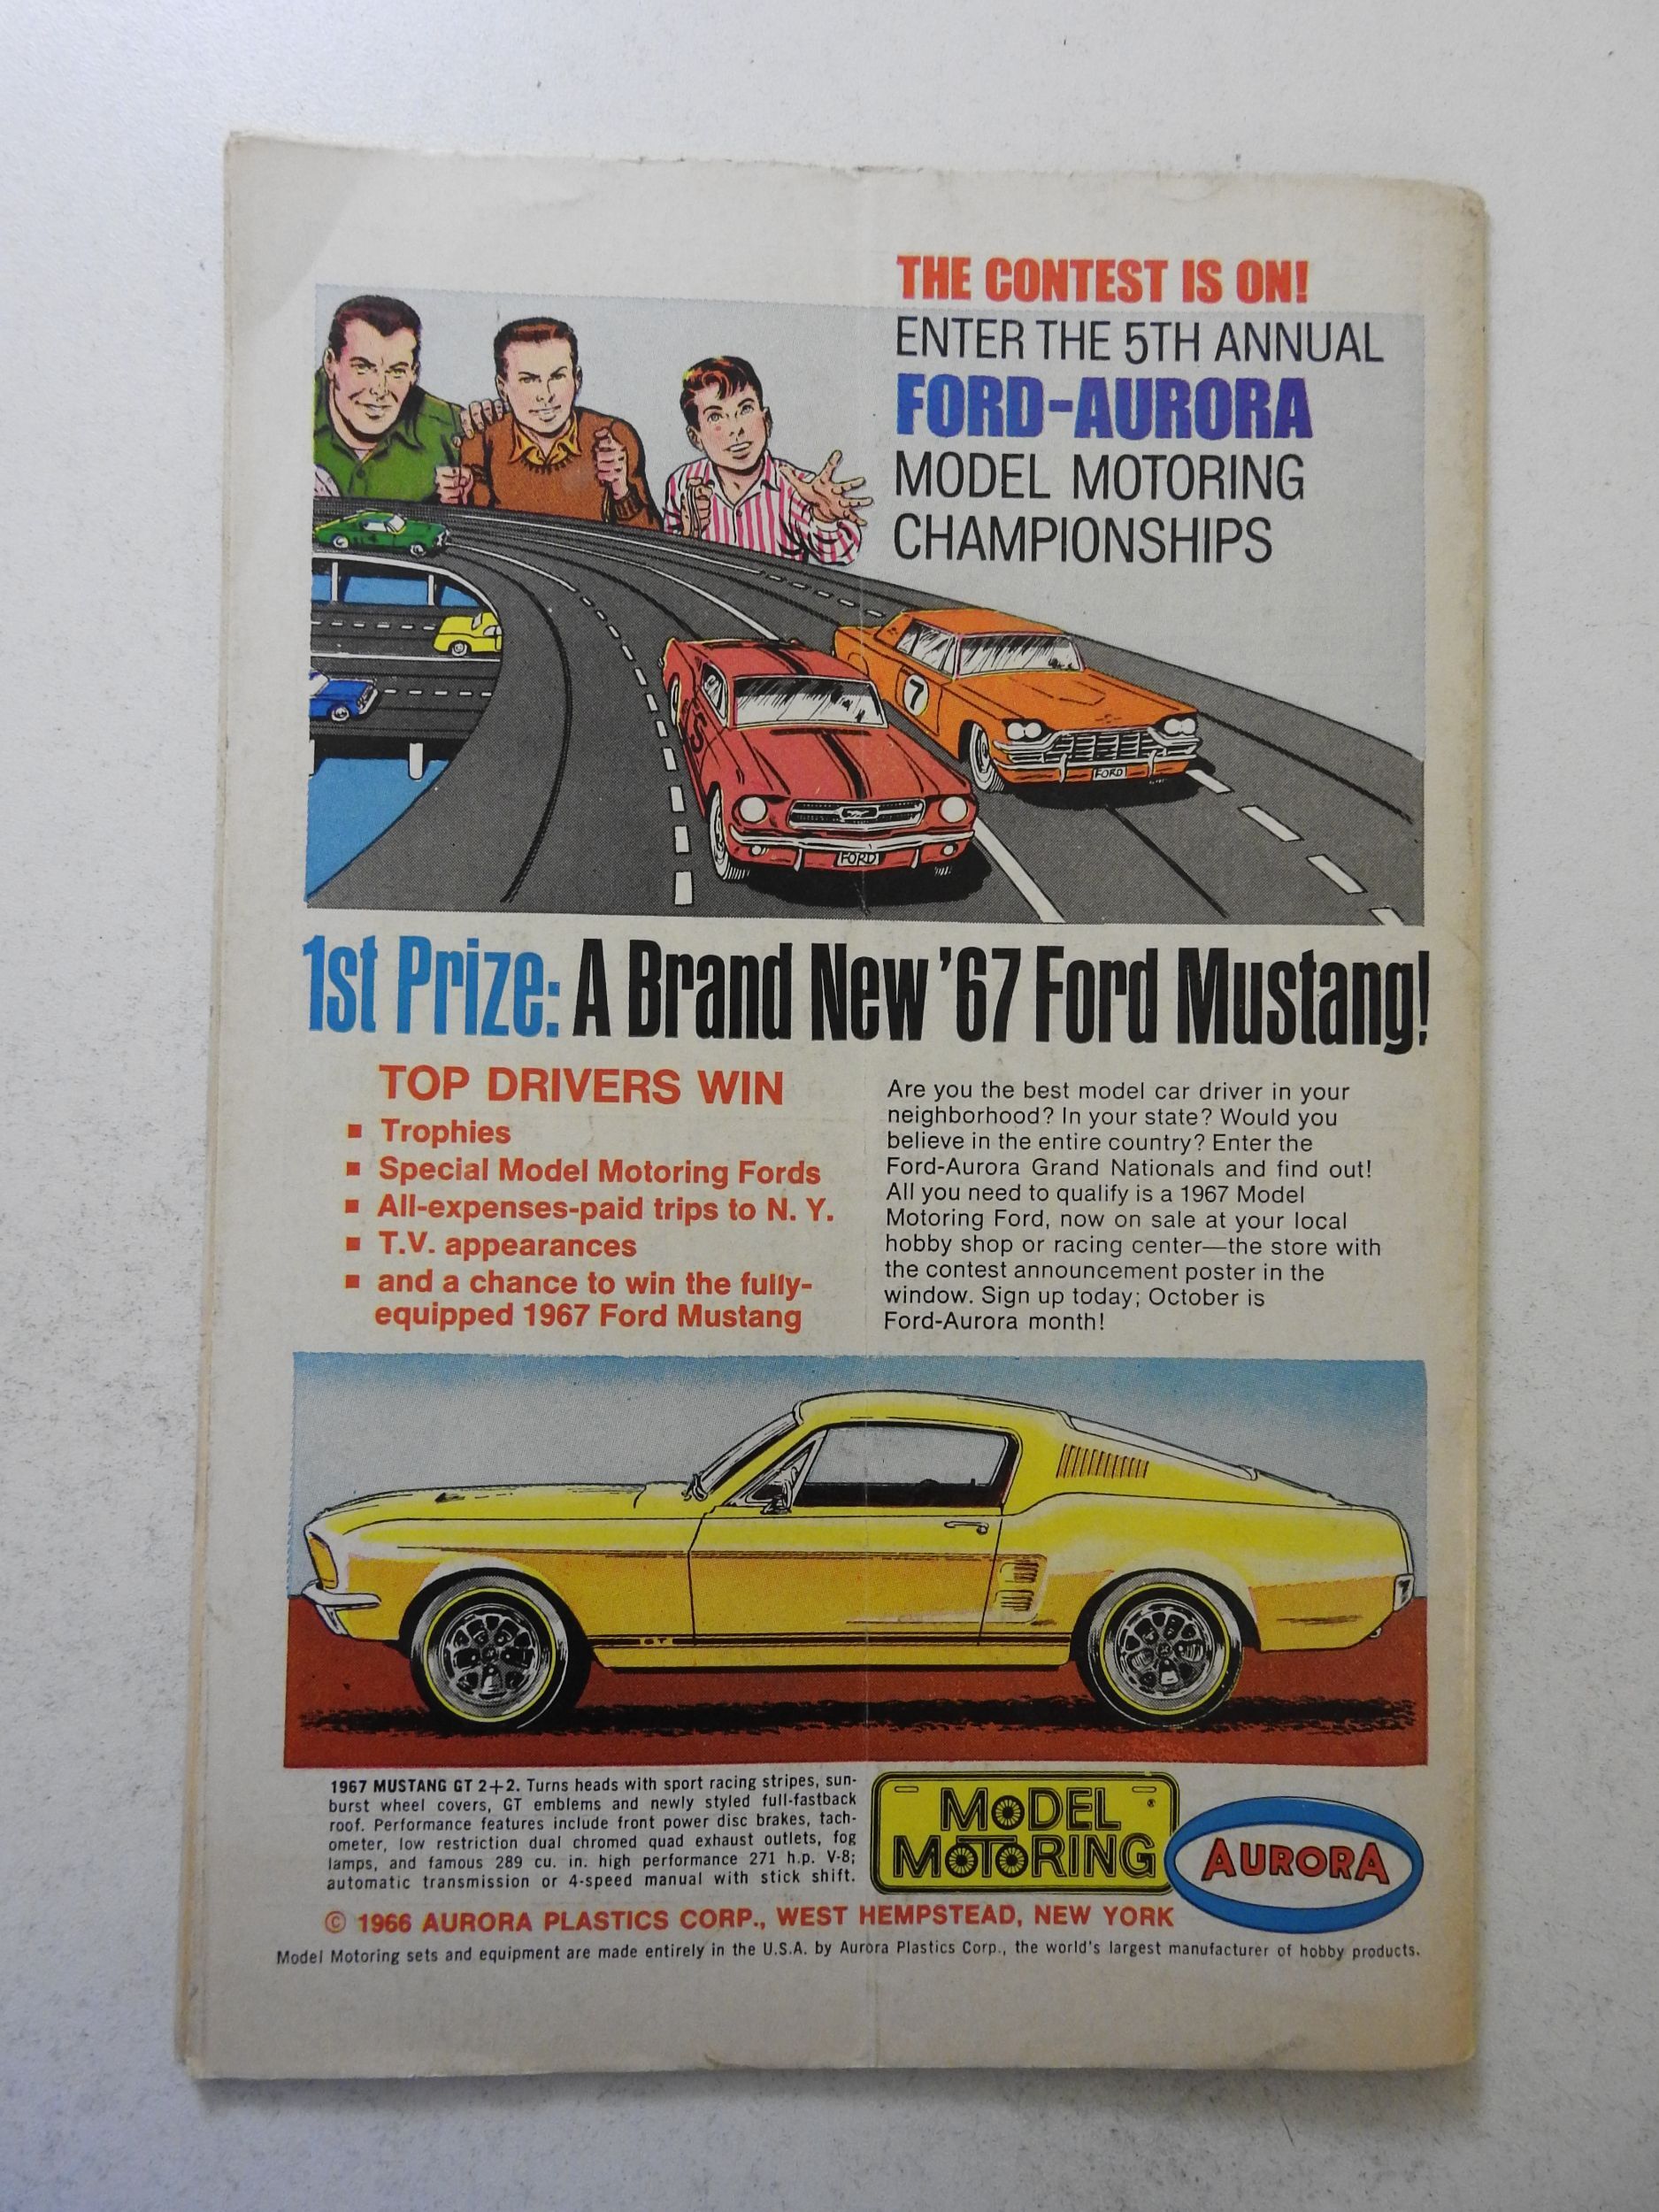 THE CONTEST IS ON!
ENTER THE 5TH ANNUAL
FORD-AURORA
MODEL MOTORING
CHAMPIONSHIPS
7
5
FORD
FORD
1st Prize: A Brand New '67 Ford Mustang!
TOP DRIVERS WIN
▪ Trophies
▪ Special Model Motoring Fords
▪ All-expenses-paid trips to N. Y.
▪ T.V. appearances
▪ and a chance to win the fully-
equipped 1967 Ford Mustang
Are you the best model car driver in your
neighborhood? In your state? Would you
believe in the entire country? Enter the
Ford-Aurora Grand Nationals and find out!
All you need to qualify is a 1967 Model
Motoring Ford, now on sale at your local
hobby shop or racing center—the store with
the contest announcement poster in the
window. Sign up today; October is
Ford-Aurora month!
GT
1967 MUSTANG GT 2+2. Turns heads with sport racing stripes, sun-
burst wheel covers, GT emblems and newly styled full-fastback
roof. Performance features include front power disc brakes, tach-
ometer, low restriction dual chromed quad exhaust outlets, fog
lamps, and famous 289 cu. in. high performance 271 h.p. V-8;
automatic transmission or 4-speed manual with stick shift.
MODEL ®
MOTORING
AURORA
© 1966 AURORA PLASTICS CORP., WEST HEMPSTEAD, NEW YORK
Model Motoring sets and equipment are made entirely in the U.S.A. by Aurora Plastics Corp., the world's largest manufacturer of hobby products.